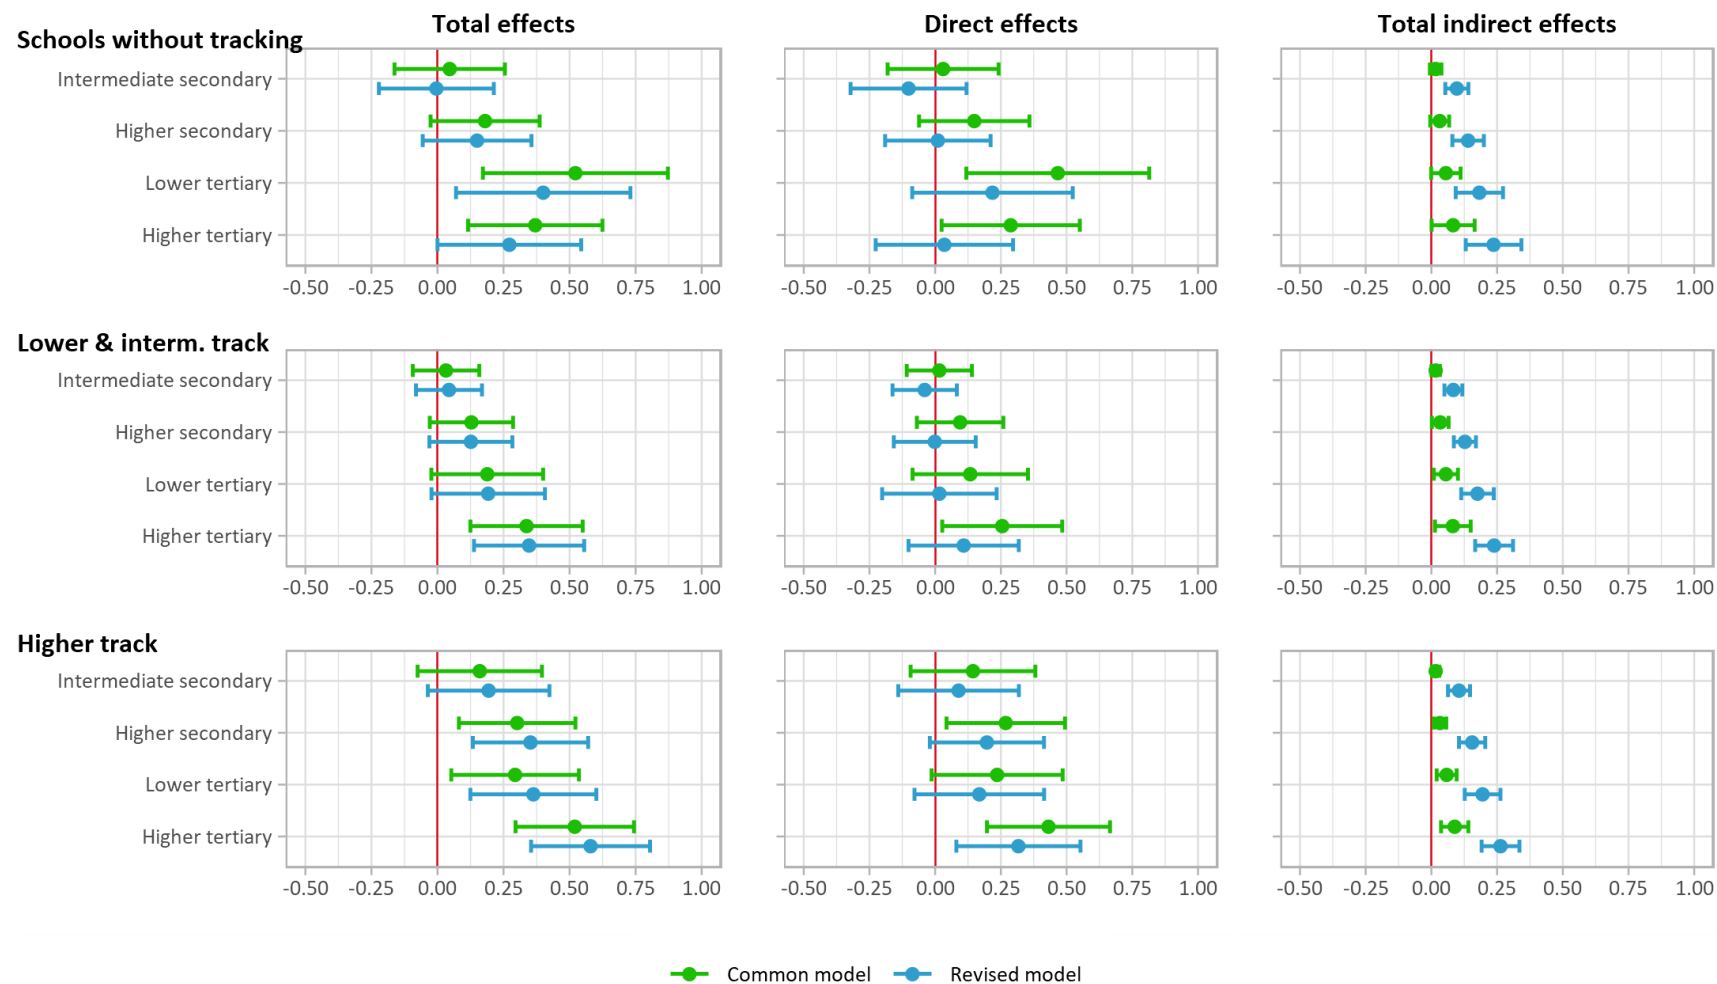 Total effects Direct effects Total indirect effects
Schools without tracking
Intermediate secondary
Higher secondary
Lower tertiary
Higher tertiary
-0.50 -0.25 0.00 0.25 0.50 0.75 1.00 -0.50 -0.25 0.00 0.25 0.50 0.75 1.00 -0.50 -0.25 0.00 0.25 0.50 0.75 1.00
Lower & interm. track
Intermediate secondary
Higher secondary
Lower tertiary
Higher tertiary
-0.50 -0.25 0.00 0.25 0.50 0.75 1.00 -0.50 -0.25 0.00 0.25 0.50 0.75 1.00 -0.50 -0.25 0.00 0.25 0.50 0.75 1.00
Higher track
Intermediate secondary
Higher secondary
Lower tertiary
Higher tertiary
-0.50 -0.25 0.00 0.25 0.50 0.75 1.00 -0.50 -0.25 0.00 0.25 0.50 0.75 1.00 -0.50 -0.25 0.00 0.25 0.50 0.75 1.00
Common model Revised model